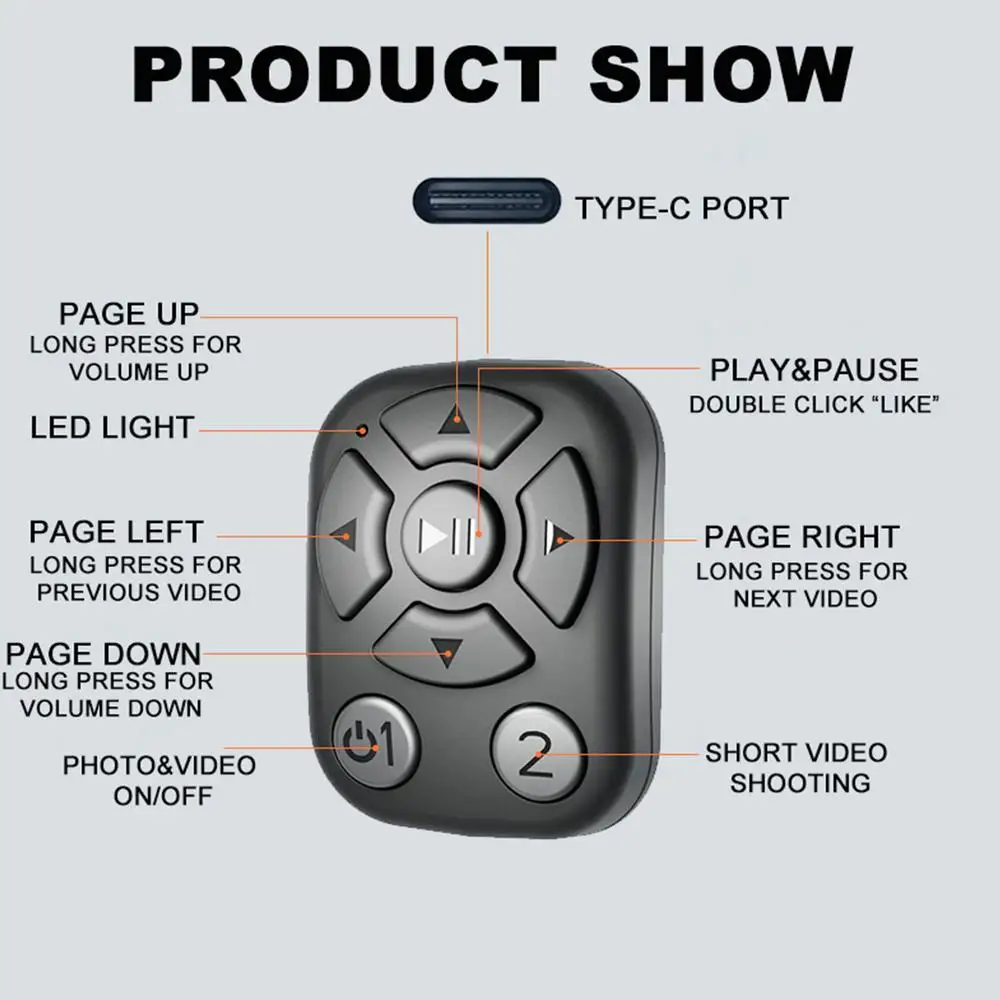 PRODUCT SHOW
TYPE-C PORT
PAGE UP
LONG PRESS FOR
VOLUME UP
PLAY&PAUSE
DOUBLE CLICK “LIKE”
LED LIGHT
PAGE LEFT
LONG PRESS FOR
PREVIOUS VIDEO
PAGE RIGHT
LONG PRESS FOR
NEXT VIDEO
PAGE DOWN
LONG PRESS FOR
VOLUME DOWN
1
2
PHOTO&VIDEO
ON/OFF
SHORT VIDEO
SHOOTING